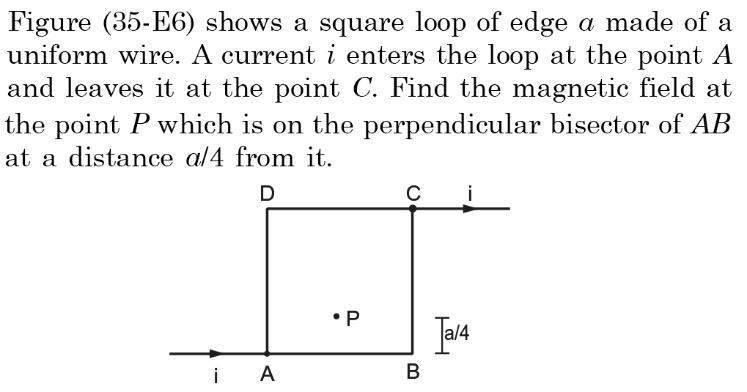 Figure (35-E6) shows a square loop of edge a made of a
uniform wire. A current i enters the loop at the point A
and leaves it at the point C. Find the magnetic field at
the point P which is on the perpendicular bisector of AB
at a distance a/4 from it.
D
C
i
P
a/4
i
A
B